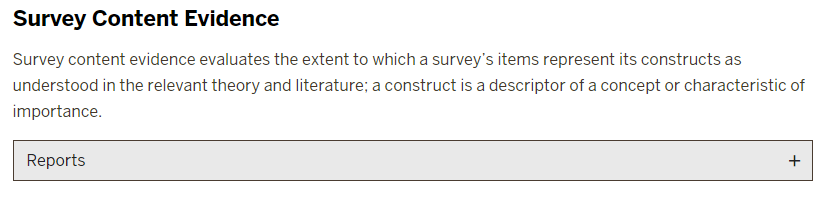 Survey Content Evidence
Survey content evidence evaluates the extent to which a survey's items represent its constructs as
understood in the relevant theory and literature; a construct is a descriptor of a concept or characteristic of
importance.
Reports +